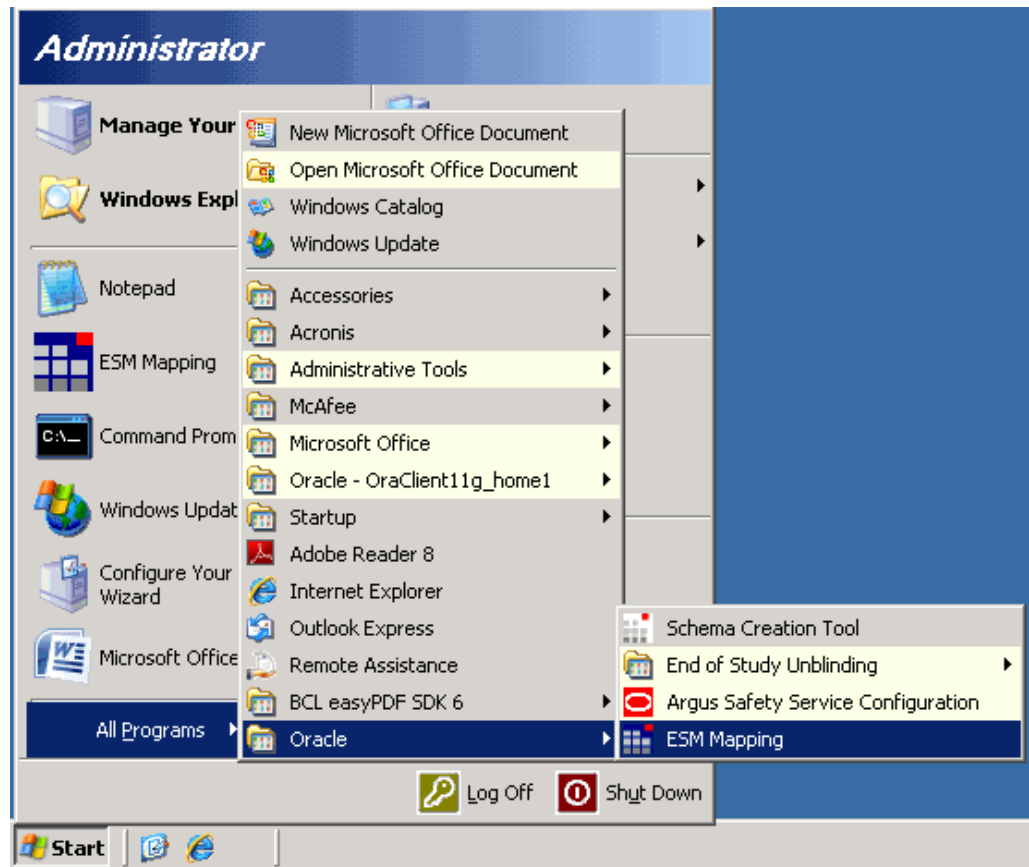 Administrator
Manage Your
Windows Expl
Notepad
ESM Mapping
C:\_
Command Prom
Windows Updat
Configure Your
Wizard
Microsoft Office
All Programs
New Microsoft Office Document
Open Microsoft Office Document
Windows Catalog
Windows Update
Accessories
Acronis
Administrative Tools
McAfee
Microsoft Office
Oracle - OraClient11g_home1
Startup
Adobe Reader 8
Internet Explorer
Outlook Express
Remote Assistance
BCL easyPDF SDK 6
Oracle
Schema Creation Tool
End of Study Unblinding
Argus Safety Service Configuration
ESM Mapping
Log Off
Shut Down
Start